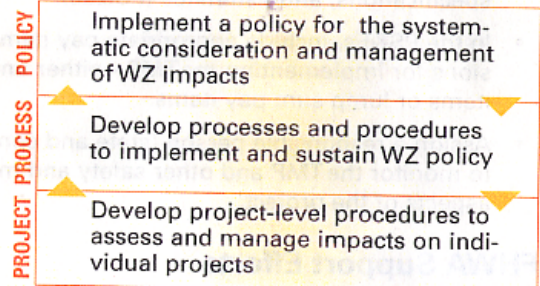 POLICY
Implement a policy for the system-
atic consideration and management
of WZ impacts
PROCESS
Develop processes and procedures
to implement and sustain WZ policy
PROJECT
Develop project-level procedures to
assess and manage impacts on indi-
vidual projects